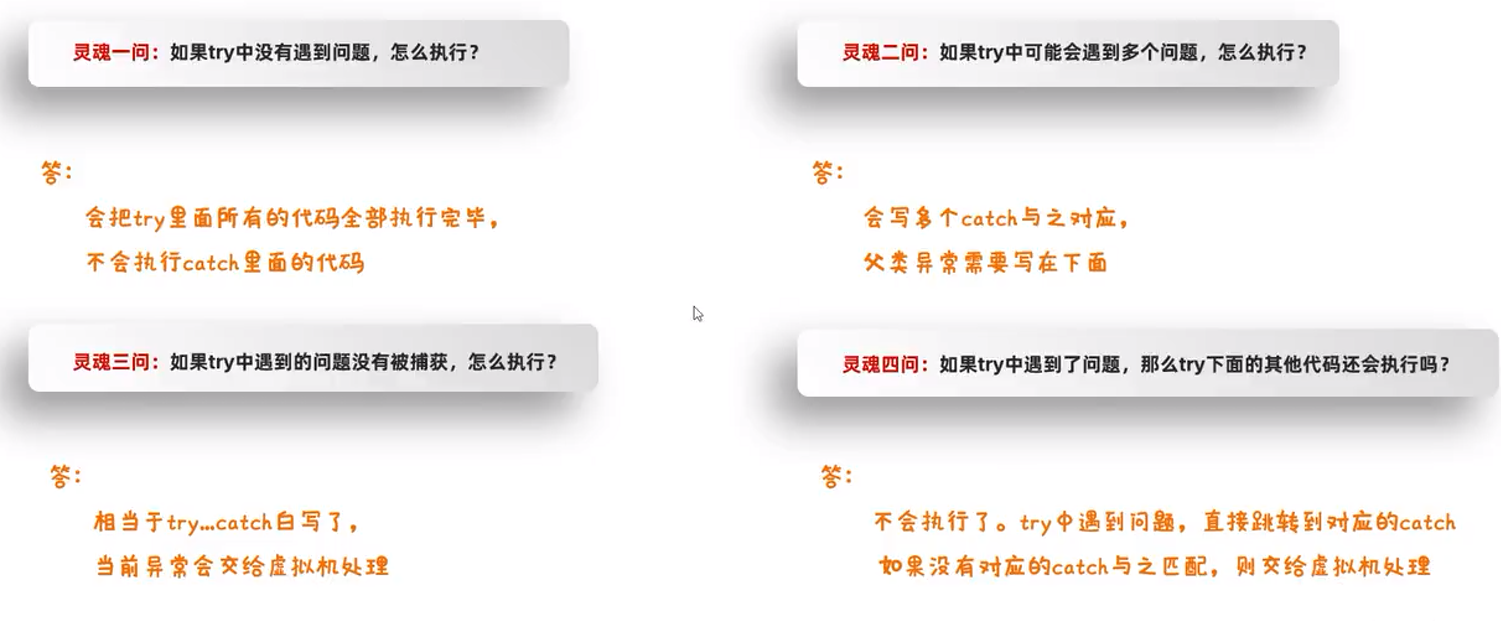 灵魂一问：如果try中没有遇到问题，怎么执行？
答：
会把try里面所有的代码全部执行完毕，
不会执行catch里面的代码
灵魂二问：如果try中可能会遇到多个问题，怎么执行？
答：
会写多个catch与之对应，
父类异常需要写在下面
灵魂三问：如果try中遇到的问题没有被捕获，怎么执行？
答：
相当于try...catch白写了，
当前异常会交给虚拟机处理
灵魂四问：如果try中遇到了问题，那么try下面的其他代码还会执行吗？
答：
不会执行了。try中遇到问题，直接跳转到对应的catch
如果没有对应的catch与之匹配，则交给虚拟机处理